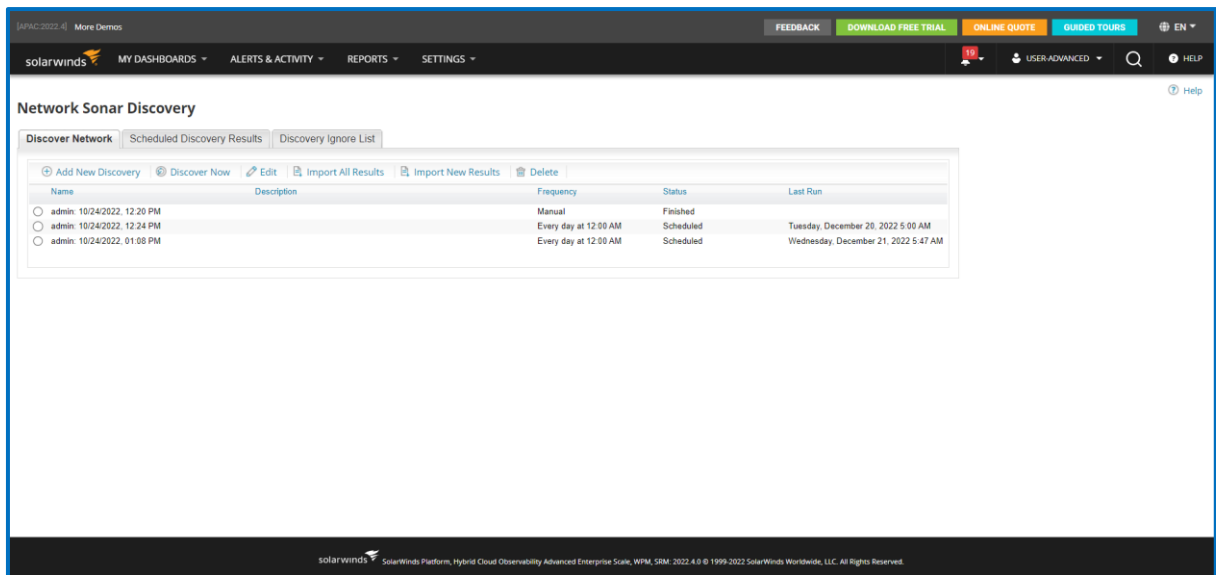 [APAC:2022.4] More Demos FEEDBACK DOWNLOAD FREE TRIAL ONLINE QUOTE GUIDED TOURS EN
solarwinds MY DASHBOARDS ALERTS & ACTIVITY REPORTS SETTINGS 19 USER-ADVANCED HELP
Help
Network Sonar Discovery
Discover Network Scheduled Discovery Results Discovery Ignore List
Add New Discovery Discover Now Edit Import All Results Import New Results Delete
Name Description Frequency Status Last Run
admin: 10/24/2022, 12:20 PM Manual Finished
admin: 10/24/2022, 12:24 PM Every day at 12:00 AM Scheduled Tuesday, December 20, 2022 5:00 AM
admin: 10/24/2022, 01:08 PM Every day at 12:00 AM Scheduled Wednesday, December 21, 2022 5:47 AM
solarwinds SolarWinds Platform, Hybrid Cloud Observability Advanced Enterprise Scale, WPM, SRM: 2022.4.0 © 1999-2022 SolarWinds Worldwide, LLC. All Rights Reserved.